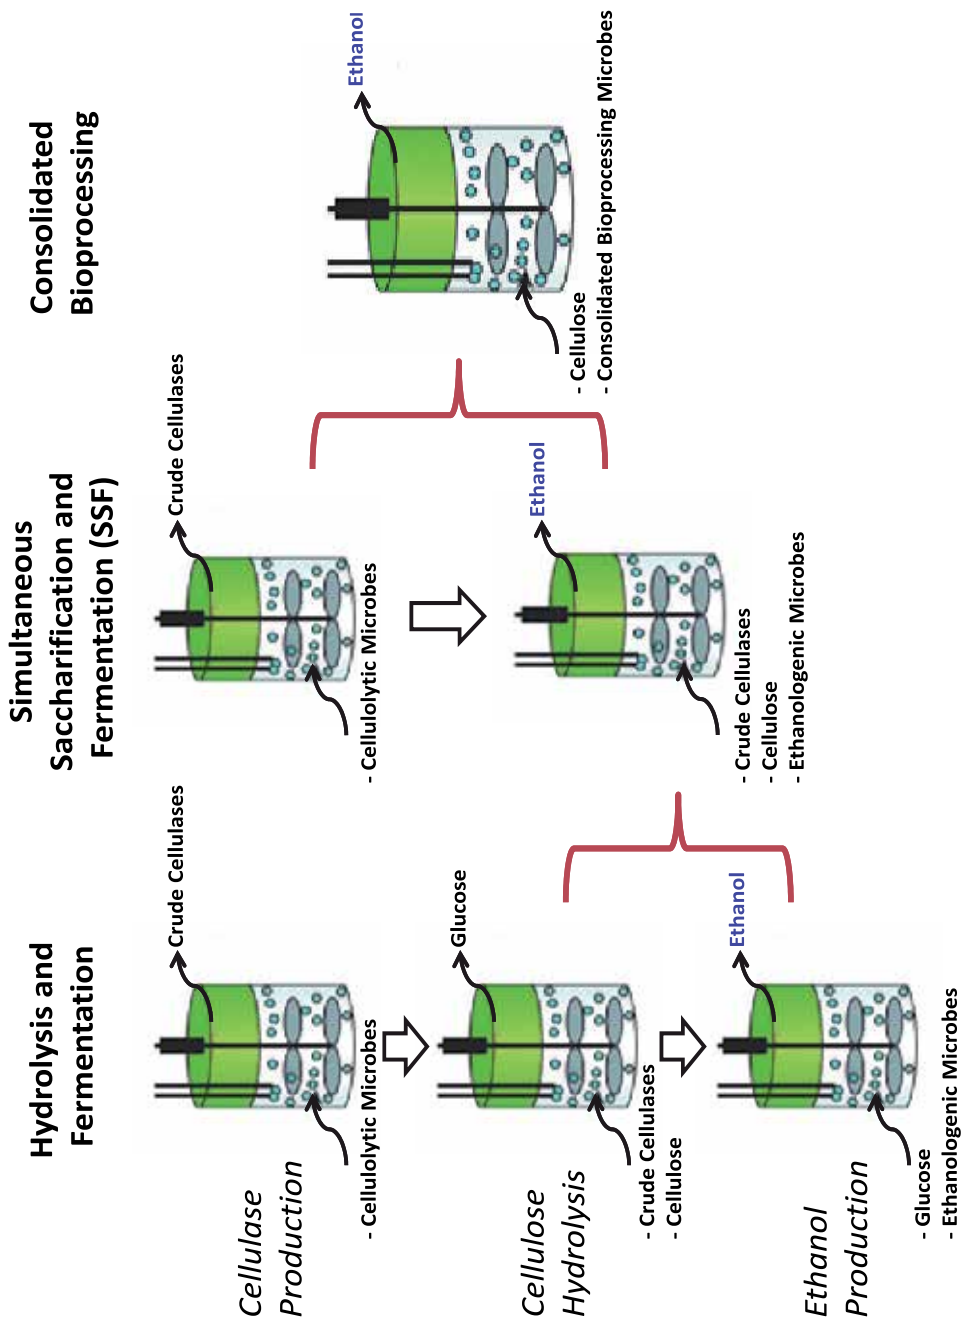 Hydrolysis and
Fermentation
Simultaneous
Saccharification and
Fermentation (SSF)
Consolidated
Bioprocessing
Cellulase
Production
Crude Cellulases
- Cellulolytic Microbes
Crude Cellulases
- Cellulolytic Microbes
Ethanol
- Cellulose
- Consolidated Bioprocessing Microbes
Cellulose
Hydrolysis
Glucose
- Crude Cellulases
- Cellulose
Ethanol
- Crude Cellulases
- Cellulose
- Ethanologenic Microbes
Ethanol
Production
Ethanol
- Glucose
- Ethanologenic Microbes